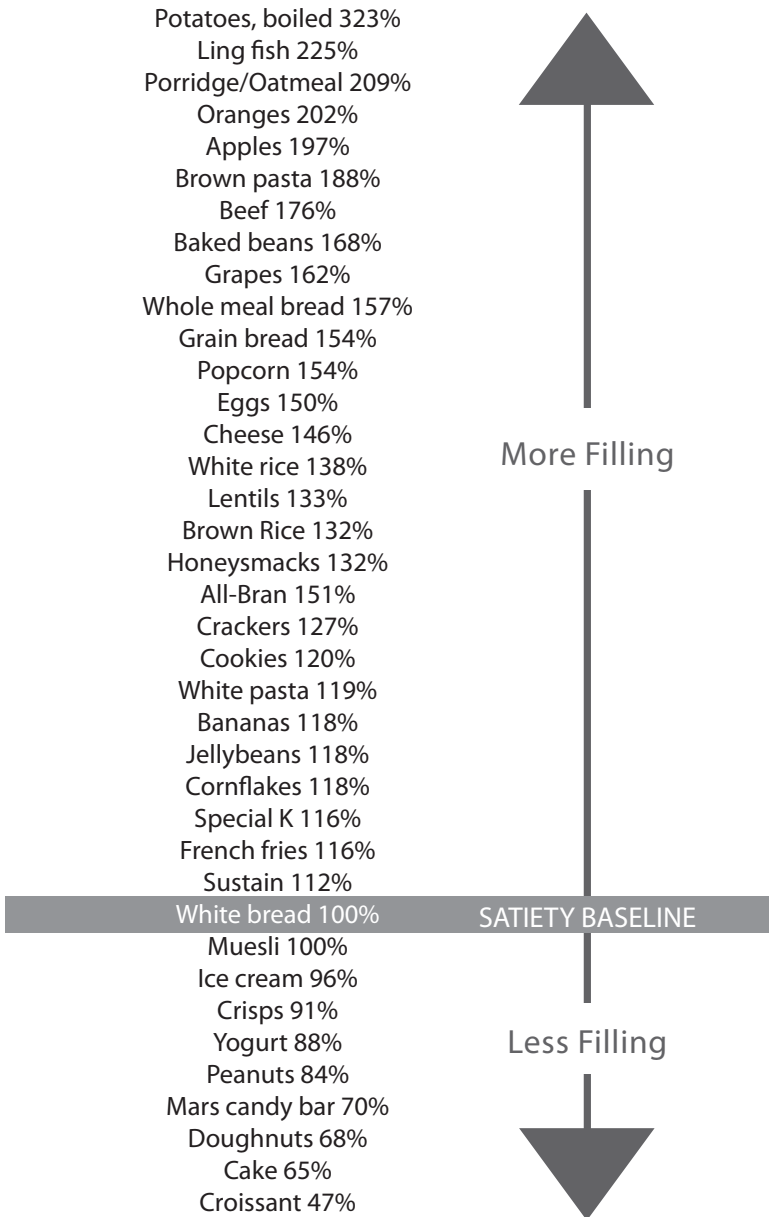 Potatoes, boiled 323%
Ling fish 225%
Porridge/Oatmeal 209%
Oranges 202%
Apples 197%
Brown pasta 188%
Beef 176%
Baked beans 168%
Grapes 162%
Whole meal bread 157%
Grain bread 154%
Popcorn 154%
Eggs 150%
Cheese 146%
More Filling
White rice 138%
Lentils 133%
Brown Rice 132%
Honeysmacks 132%
All-Bran 151%
Crackers 127%
Cookies 120%
White pasta 119%
Bananas 118%
Jellybeans 118%
Cornflakes 118%
Special K 116%
French fries 116%
Sustain 112%
White bread 100% SATIETY BASELINE
Muesli 100%
Ice cream 96%
Crisps 91%
Yogurt 88%
Less Filling
Peanuts 84%
Mars candy bar 70%
Doughnuts 68%
Cake 65%
Croissant 47%